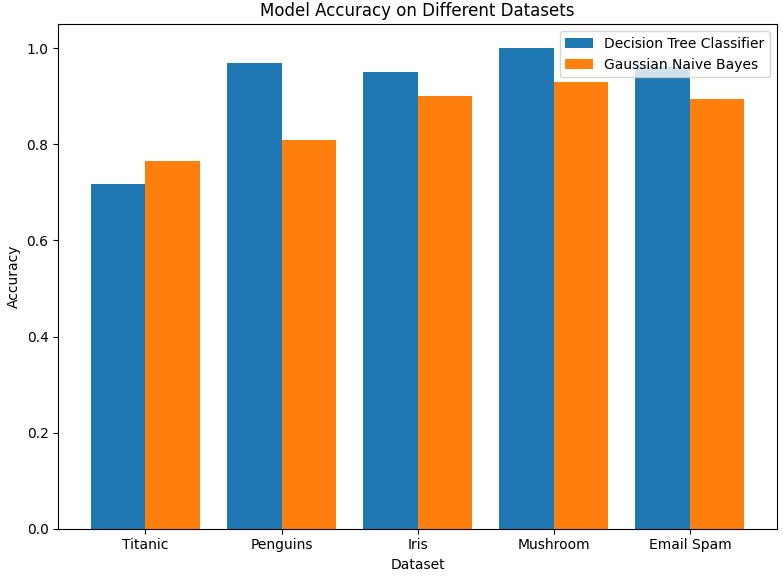 Model Accuracy on Different Datasets
Decision Tree Classifier
Gaussian Naive Bayes
1.0
0.8
0.6
0.4
0.2
0.0
Accuracy
Titanic Penguins Iris Mushroom Email Spam
Dataset